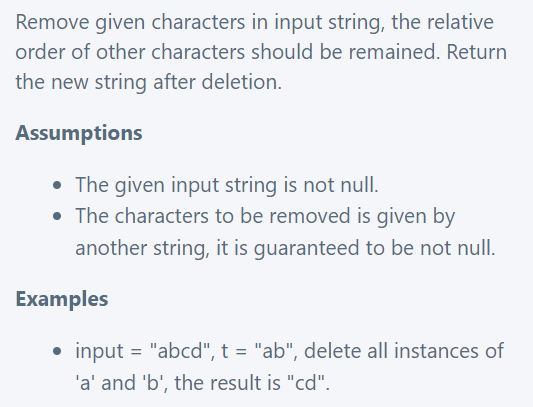 Remove given characters in input string, the relative
order of other characters should be remained. Return
the new string after deletion.
Assumptions
• The given input string is not null.
• The characters to be removed is given by
another string, it is guaranteed to be not null.
Examples
• input = "abcd", t = "ab", delete all instances of
'a' and 'b', the result is "cd".